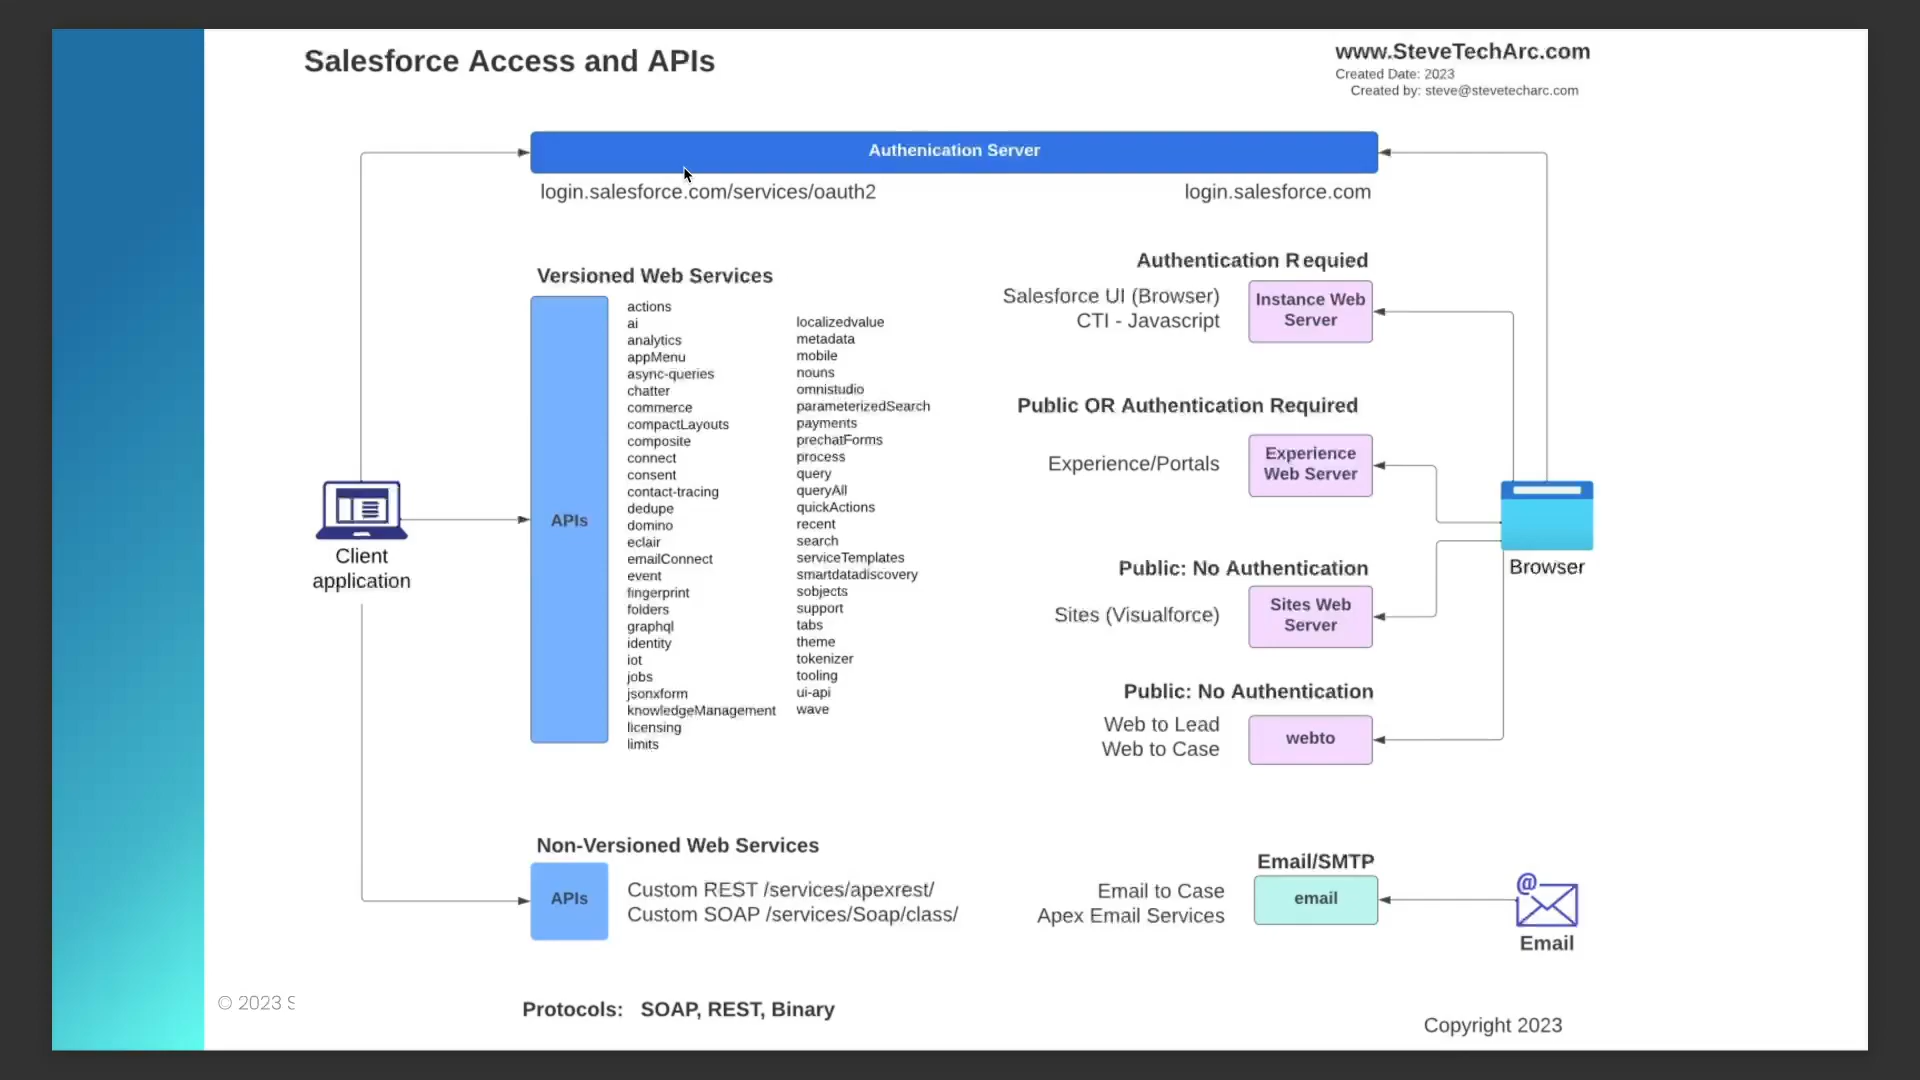 Salesforce Access and APIs
www.SteveTechArc.com
Created Date: 2023
Created by: steve@stevetecharc.com
Authenication Server
login.salesforce.com/services/oauth2
login.salesforce.com
Versioned Web Services
APIs
actions
ai
analytics
appMenu
async-queries
chatter
commerce
compactLayouts
composite
connect
consent
contact-tracing
dedupe
domino
eclair
emailConnect
event
fingerprint
folders
graphql
identity
iot
jobs
jsonxform
knowledgeManagement
licensing
limits
localizedvalue
metadata
mobile
nouns
omnistudio
parameterizedSearch
payments
prechatForms
process
query
queryAll
quickActions
recent
search
serviceTemplates
smartdatadiscovery
sobjects
support
tabs
theme
tokenizer
tooling
ui-api
wave
Client
application
Authentication Requied
Salesforce UI (Browser)
CTI - Javascript
Instance Web
Server
Public OR Authentication Required
Experience/Portals
Experience
Web Server
Public: No Authentication
Sites (Visualforce)
Sites Web
Server
Browser
Public: No Authentication
Web to Lead
Web to Case
webto
Non-Versioned Web Services
APIs
Custom REST /services/apexrest/
Custom SOAP /services/Soap/class/
Email/SMTP
Email to Case
Apex Email Services
email
@
Email
© 2023 S
Protocols: SOAP, REST, Binary
Copyright 2023